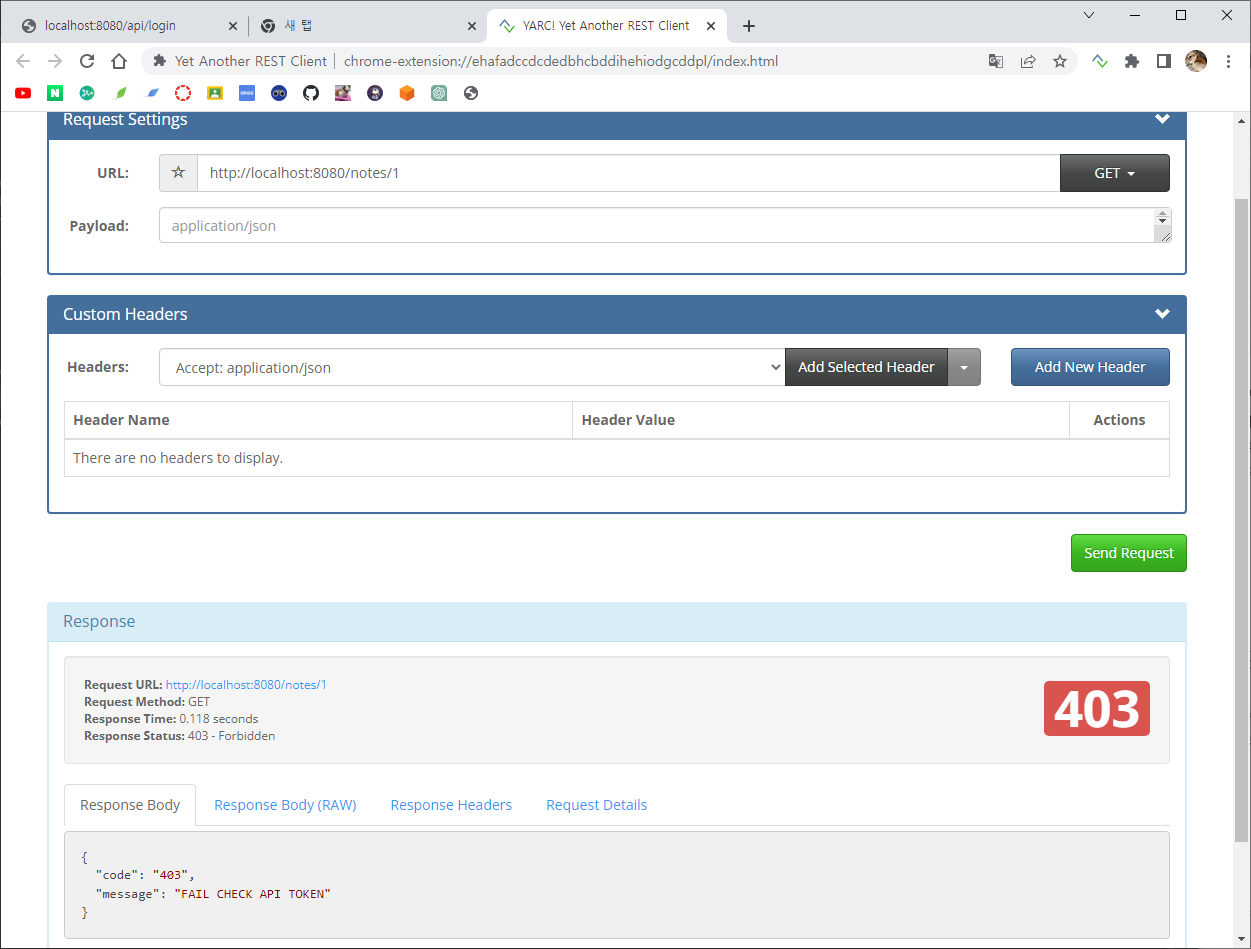 localhost:8080/api/login
새 탭
YARC! Yet Another REST Client
Yet Another REST Client | chrome-extension://ehafadccdcdedbhcbddihehiodgcddpl/index.html
Request Settings
URL: http://localhost:8080/notes/1 GET
Payload: application/json
Custom Headers
Headers: Accept: application/json Add Selected Header Add New Header
Header Name Header Value Actions
There are no headers to display.
Send Request
Response
Request URL: http://localhost:8080/notes/1
Request Method: GET
Response Time: 0.118 seconds
Response Status: 403 - Forbidden
403
Response Body Response Body (RAW) Response Headers Request Details
{
"code": "403",
"message": "FAIL CHECK API TOKEN"
}